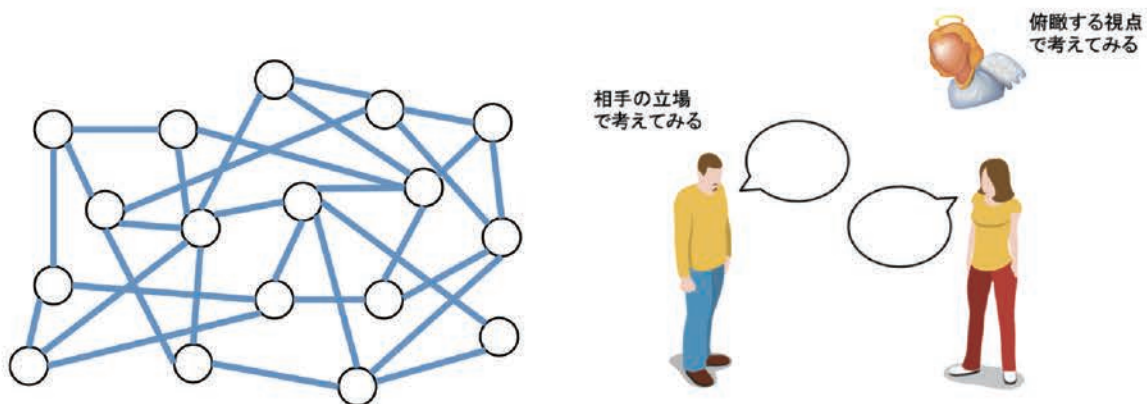 相手の立場
で考えてみる
俯瞰する視点
で考えてみる